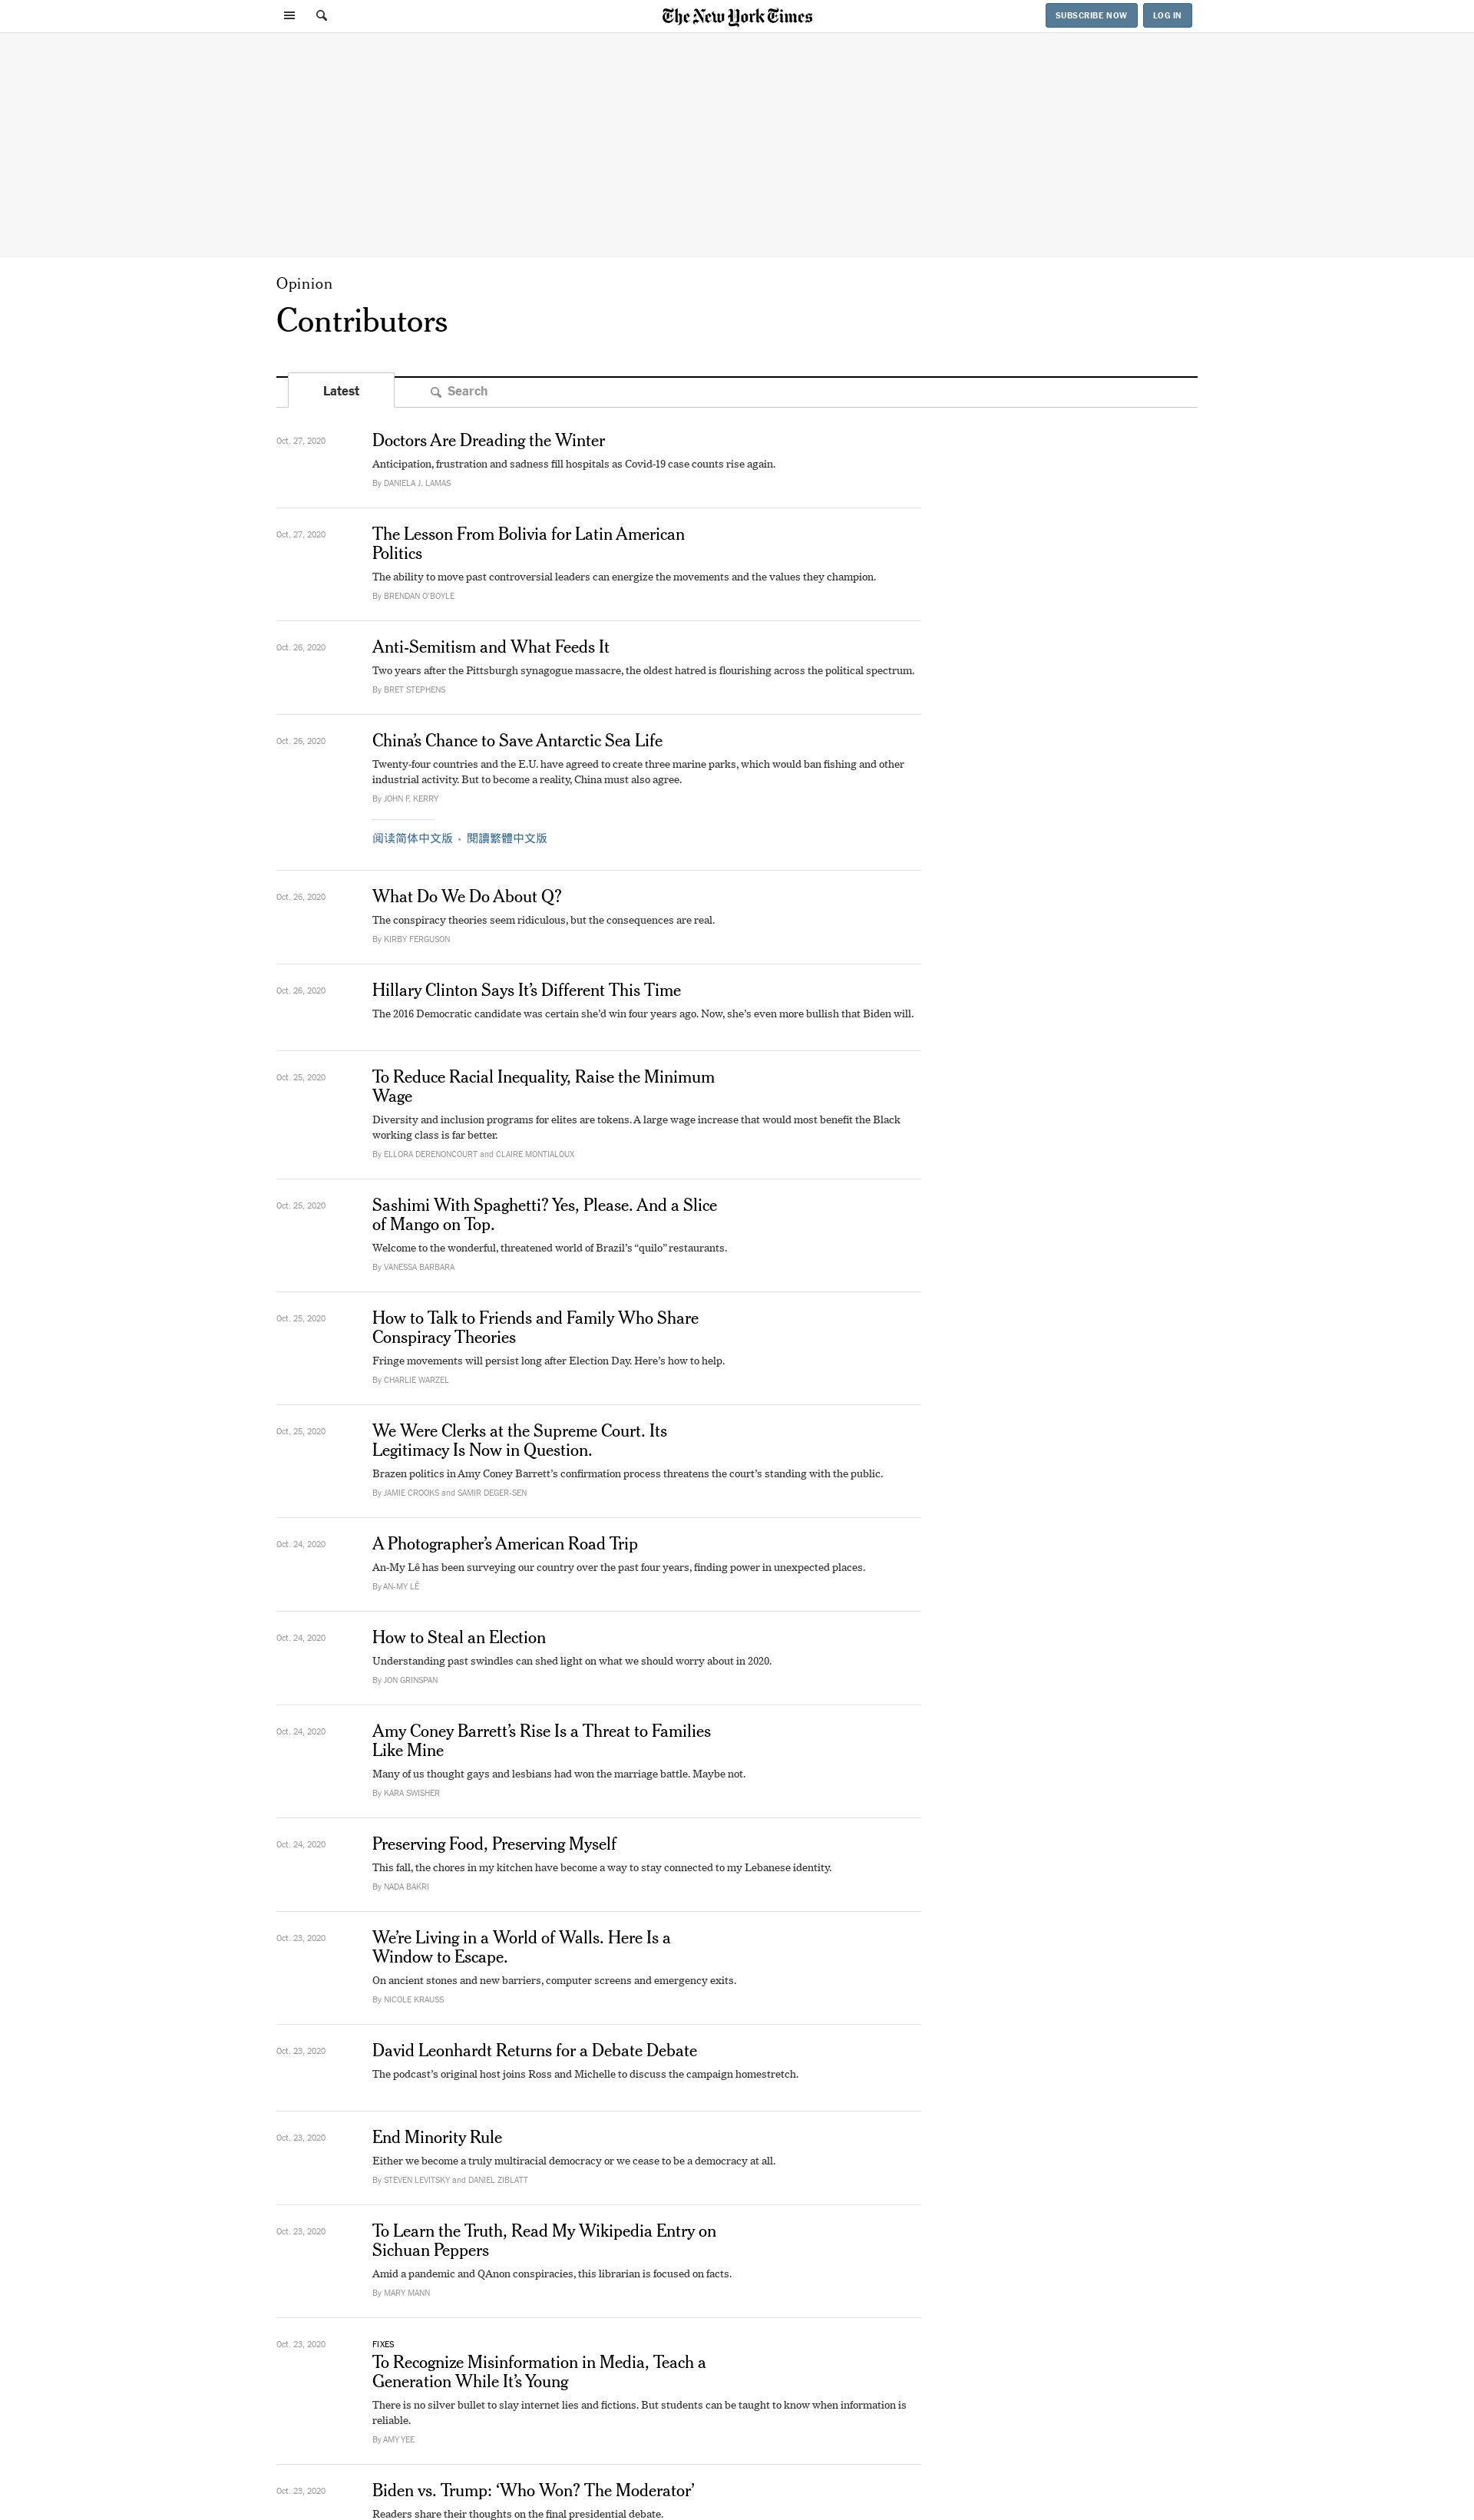 The New York Times
SUBSCRIBE NOW
LOG IN
Opinion
Contributors
Latest
Search
Oct. 27, 2020
Doctors Are Dreading the Winter
Anticipation, frustration and sadness fill hospitals as Covid-19 case counts rise again.
By DANIELA J. LAMAS
Oct. 27, 2020
The Lesson From Bolivia for Latin American
Politics
The ability to move past controversial leaders can energize the movements and the values they champion.
By BRENDAN O'BOYLE
Oct. 26, 2020
Anti-Semitism and What Feeds It
Two years after the Pittsburgh synagogue massacre, the oldest hatred is flourishing across the political spectrum.
By BRET STEPHENS
Oct. 26, 2020
China’s Chance to Save Antarctic Sea Life
Twenty-four countries and the E.U. have agreed to create three marine parks, which would ban fishing and other
industrial activity. But to become a reality, China must also agree.
By JOHN F. KERRY
阅读简体中文版 • 閱讀繁體中文版
Oct. 26, 2020
What Do We Do About Q?
The conspiracy theories seem ridiculous, but the consequences are real.
By KIRBY FERGUSON
Oct. 26, 2020
Hillary Clinton Says It’s Different This Time
The 2016 Democratic candidate was certain she’d win four years ago. Now, she’s even more bullish that Biden will.
Oct. 25, 2020
To Reduce Racial Inequality, Raise the Minimum
Wage
Diversity and inclusion programs for elites are tokens. A large wage increase that would most benefit the Black
working class is far better.
By ELLORA DERENONCOURT and CLAIRE MONTIALOUX
Oct. 25, 2020
Sashimi With Spaghetti? Yes, Please. And a Slice
of Mango on Top.
Welcome to the wonderful, threatened world of Brazil’s “quilo” restaurants.
By VANESSA BARBARA
Oct. 25, 2020
How to Talk to Friends and Family Who Share
Conspiracy Theories
Fringe movements will persist long after Election Day. Here’s how to help.
By CHARLIE WARZEL
Oct. 25, 2020
We Were Clerks at the Supreme Court. Its
Legitimacy Is Now in Question.
Brazen politics in Amy Coney Barrett’s confirmation process threatens the court’s standing with the public.
By JAMIE CROOKS and SAMIR DEGER-SEN
Oct. 24, 2020
A Photographer’s American Road Trip
An-My Lê has been surveying our country over the past four years, finding power in unexpected places.
By AN-MY LÊ
Oct. 24, 2020
How to Steal an Election
Understanding past swindles can shed light on what we should worry about in 2020.
By JON GRINSPAN
Oct. 24, 2020
Amy Coney Barrett’s Rise Is a Threat to Families
Like Mine
Many of us thought gays and lesbians had won the marriage battle. Maybe not.
By KARA SWISHER
Oct. 24, 2020
Preserving Food, Preserving Myself
This fall, the chores in my kitchen have become a way to stay connected to my Lebanese identity.
By NADA BAKRI
Oct. 23, 2020
We’re Living in a World of Walls. Here Is a
Window to Escape.
On ancient stones and new barriers, computer screens and emergency exits.
By NICOLE KRAUSS
Oct. 23, 2020
David Leonhardt Returns for a Debate Debate
The podcast’s original host joins Ross and Michelle to discuss the campaign homestretch.
Oct. 23, 2020
End Minority Rule
Either we become a truly multiracial democracy or we cease to be a democracy at all.
By STEVEN LEVITSKY and DANIEL ZIBLATT
Oct. 23, 2020
To Learn the Truth, Read My Wikipedia Entry on
Sichuan Peppers
Amid a pandemic and QAnon conspiracies, this librarian is focused on facts.
By MARY MANN
Oct. 23, 2020
FIXES
To Recognize Misinformation in Media, Teach a
Generation While It’s Young
There is no silver bullet to slay internet lies and fictions. But students can be taught to know when information is
reliable.
By AMY YEE
Oct. 23, 2020
Biden vs. Trump: ‘Who Won? The Moderator’
Readers share their thoughts on the final presidential debate.